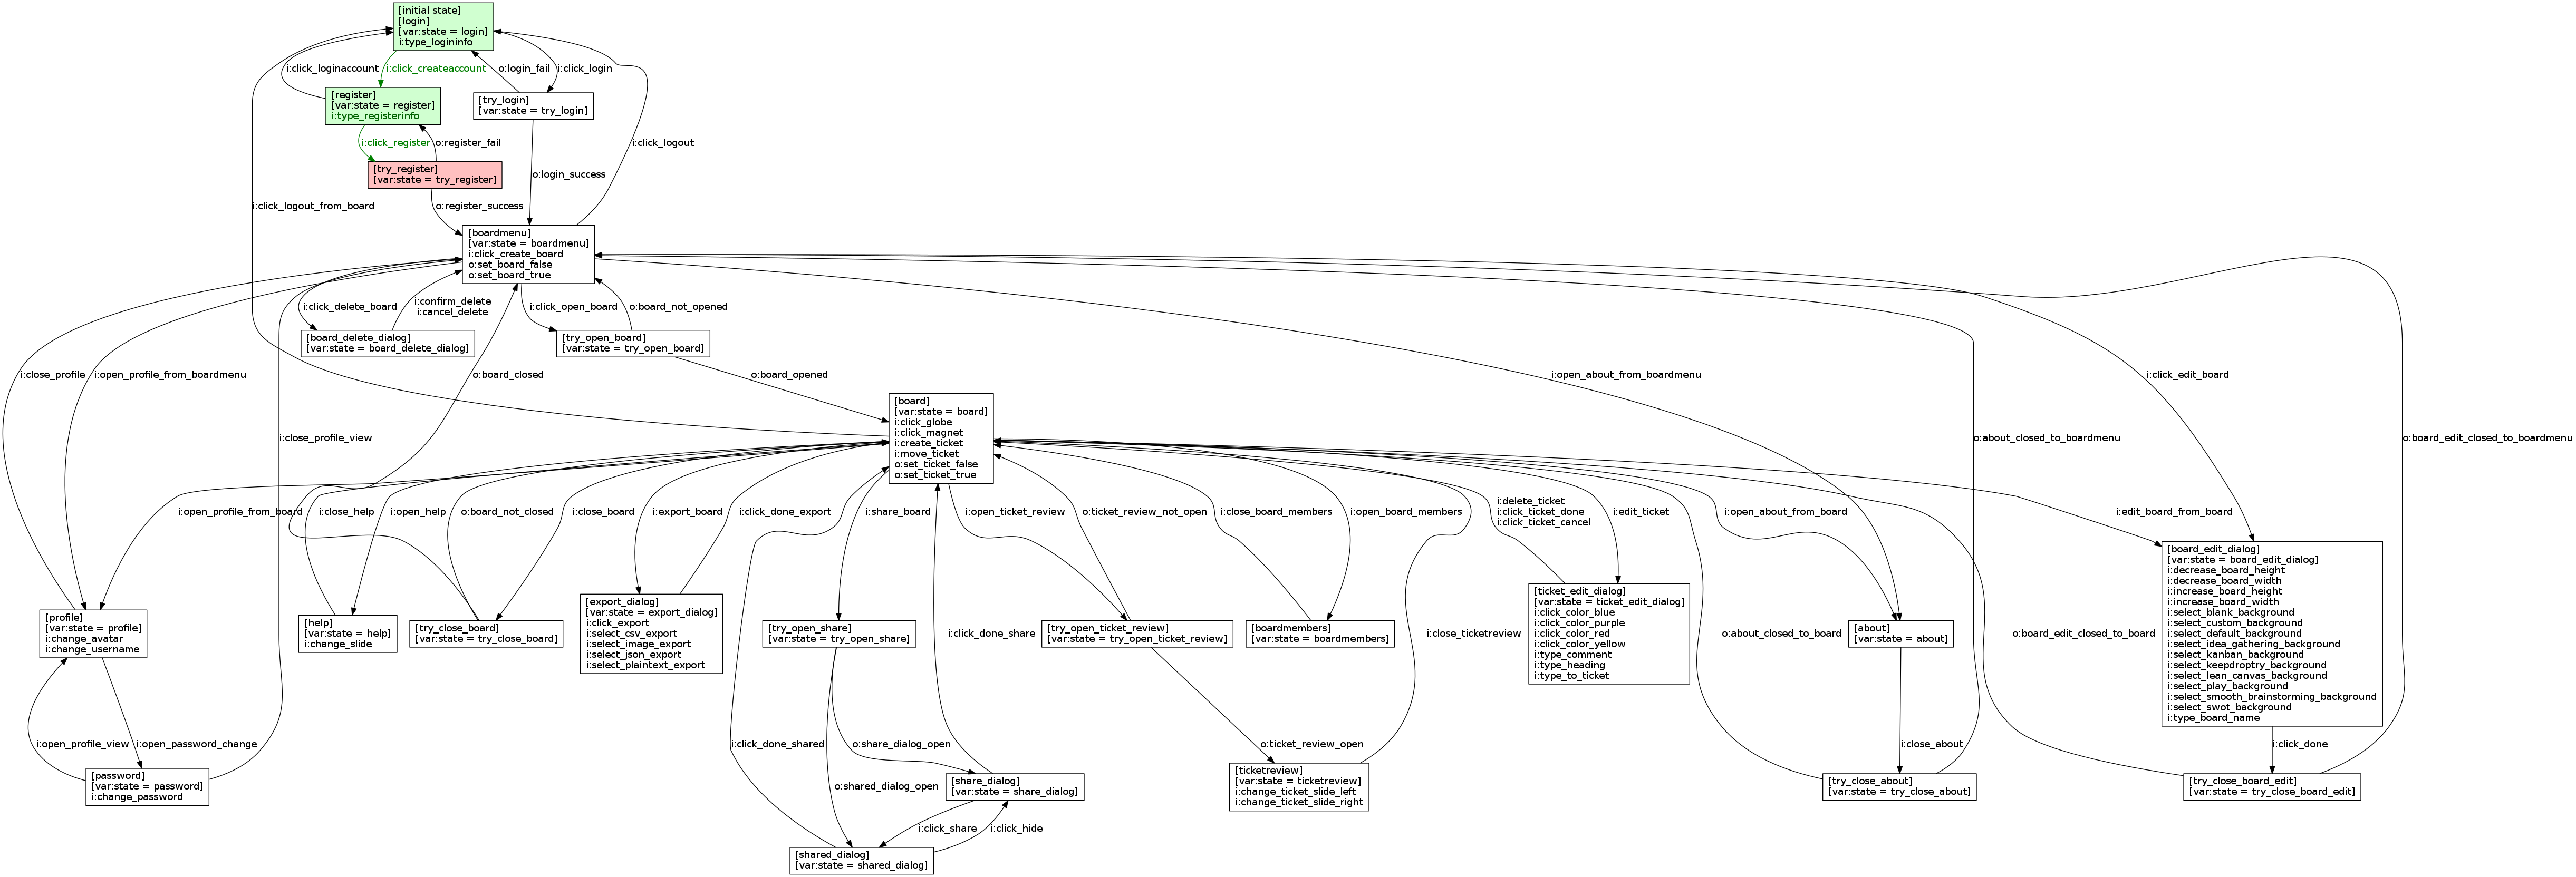 [initial state]
[login]
[var:state = login]
i:type_logininfo
i:click_loginaccount
i:click_createaccount
o:login_fail
i:click_login
[register]
[var:state = register]
i:type_registerinfo
[try_login]
[var:state = try_login]
i:click_register
o:register_fail
i:click_logout
[try_register]
[var:state = try_register]
o:login_success
i:click_logout_from_board
o:register_success
[boardmenu]
[var:state = boardmenu]
i:click_create_board
o:set_board_false
o:set_board_true
i:click_delete_board
i:confirm_delete
i:cancel_delete
i:click_open_board
o:board_not_opened
[board_delete_dialog]
[var:state = board_delete_dialog]
[try_open_board]
[var:state = try_open_board]
i:close_profile
i:open_profile_from_boardmenu
o:board_closed
o:board_opened
i:open_about_from_boardmenu
i:click_edit_board
[board]
[var:state = board]
i:click_globe
i:click_magnet
i:create_ticket
i:move_ticket
o:set_ticket_false
o:set_ticket_true
i:close_profile_view
o:about_closed_to_boardmenu
o:board_edit_closed_to_boardmenu
i:open_profile_from_board
i:close_help
i:open_help
o:board_not_closed
i:close_board
i:export_board
i:click_done_export
i:share_board
i:open_ticket_review
o:ticket_review_not_open
i:close_board_members
i:open_board_members
i:delete_ticket
i:click_ticket_done
i:click_ticket_cancel
i:edit_ticket
i:open_about_from_board
i:edit_board_from_board
[profile]
[var:state = profile]
i:change_avatar
i:change_username
[help]
[var:state = help]
i:change_slide
[try_close_board]
[var:state = try_close_board]
[export_dialog]
[var:state = export_dialog]
i:click_export
i:select_csv_export
i:select_image_export
i:select_json_export
i:select_plaintext_export
[try_open_share]
[var:state = try_open_share]
i:click_done_share
[try_open_ticket_review]
[var:state = try_open_ticket_review]
[boardmembers]
[var:state = boardmembers]
i:close_ticketreview
[ticket_edit_dialog]
[var:state = ticket_edit_dialog]
i:click_color_blue
i:click_color_purple
i:click_color_red
i:click_color_yellow
i:type_comment
i:type_heading
i:type_to_ticket
o:about_closed_to_board
[about]
[var:state = about]
o:board_edit_closed_to_board
[board_edit_dialog]
[var:state = board_edit_dialog]
i:decrease_board_height
i:decrease_board_width
i:increase_board_height
i:increase_board_width
i:select_blank_background
i:select_custom_background
i:select_default_background
i:select_idea_gathering_background
i:select_kanban_background
i:select_keepdroptry_background
i:select_lean_canvas_background
i:select_play_background
i:select_smooth_brainstorming_background
i:select_swot_background
i:type_board_name
i:open_profile_view
i:open_password_change
i:click_done_shared
o:share_dialog_open
o:ticket_review_open
i:close_about
i:click_done
[password]
[var:state = password]
i:change_password
o:shared_dialog_open
[share_dialog]
[var:state = share_dialog]
[ticketreview]
[var:state = ticketreview]
i:change_ticket_slide_left
i:change_ticket_slide_right
[try_close_about]
[var:state = try_close_about]
[try_close_board_edit]
[var:state = try_close_board_edit]
i:click_share
i:click_hide
[shared_dialog]
[var:state = shared_dialog]